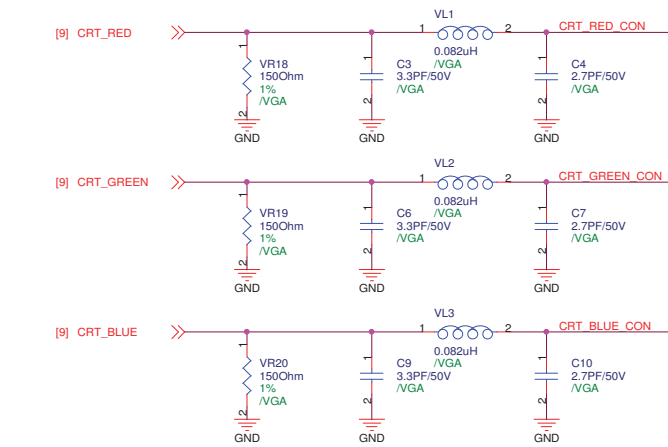 VL1
[9] CRT_RED
1
2
CRT_RED_CON
0.082uH
/VGA
1
VR18
150Ohm
1%
/VGA
2
GND
1
C3
3.3PF/50V
/VGA
2
GND
1
C4
2.7PF/50V
/VGA
2
GND
VL2
[9] CRT_GREEN
1
2
CRT_GREEN_CON
0.082uH
/VGA
1
VR19
150Ohm
1%
/VGA
2
GND
1
C6
3.3PF/50V
/VGA
2
GND
1
C7
2.7PF/50V
/VGA
2
GND
VL3
[9] CRT_BLUE
1
2
CRT_BLUE_CON
0.082uH
/VGA
1
VR20
150Ohm
1%
/VGA
2
GND
1
C9
3.3PF/50V
/VGA
2
GND
1
C10
2.7PF/50V
/VGA
2
GND